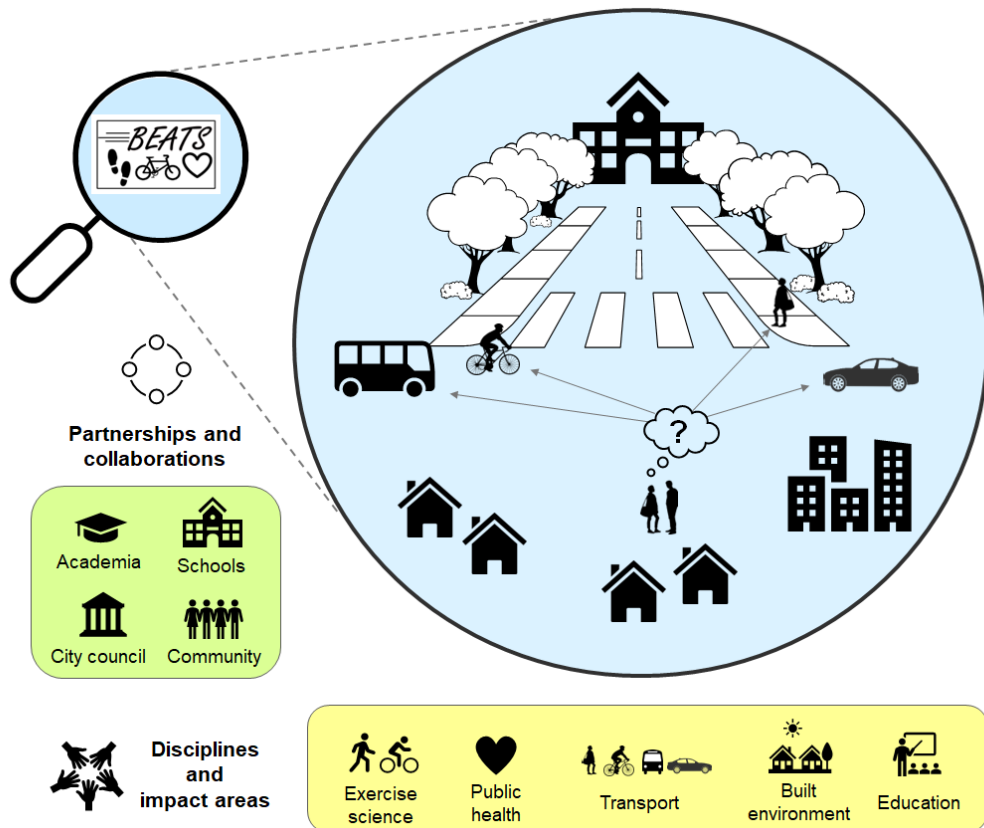 BEATS
?
Partnerships and
collaborations
Academia
Schools
City council
Community
Disciplines
and
impact areas
Exercise
science
Public
health
Transport
Built
environment
Education